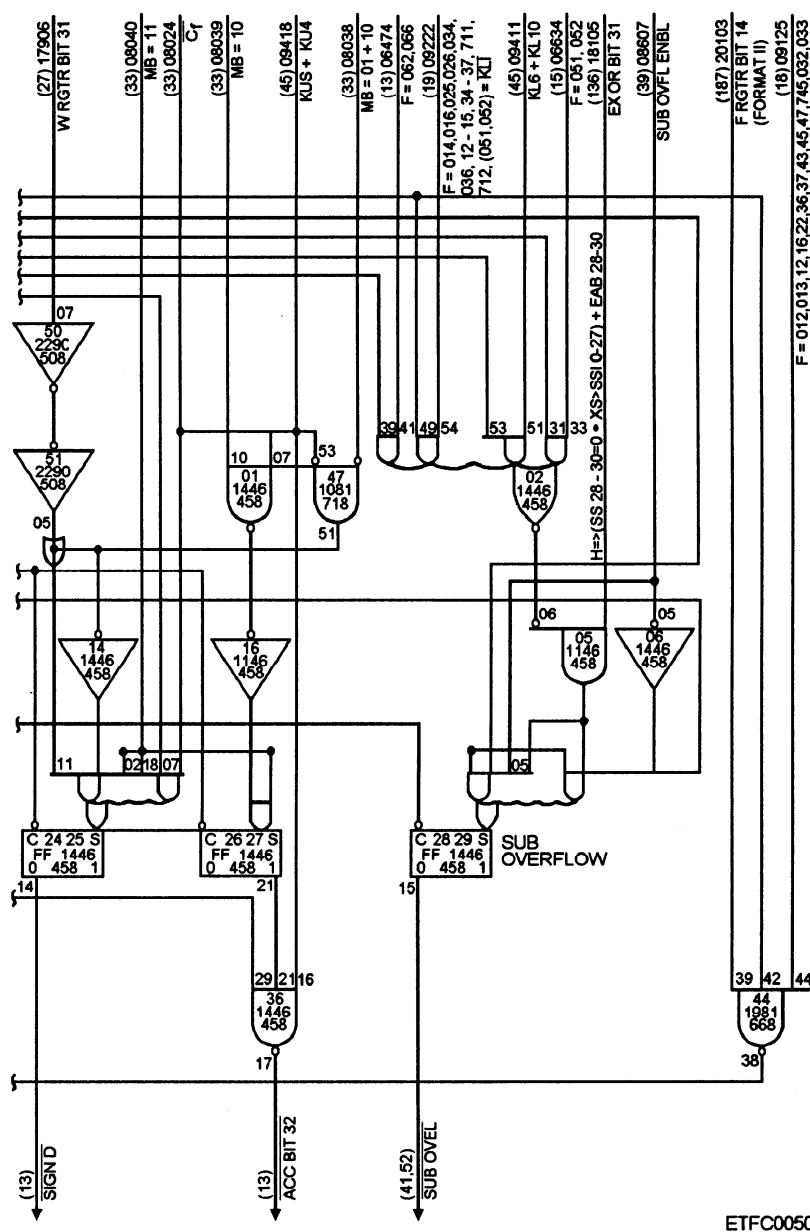 (27) 17906
W RGTR BIT 31
(33) 08040
MB = 11
(33) 08024
Cf
(33) 08039
MB = 10
(45) 09418
KUS + KU4
(33) 08038
MB = 01 + 10
(13) 06474
F = 062,066
(19) 09222
F = 014,016,025,026,034,
036, 12 - 15, 34 - 37, 711,
712, (051,052) = KLI
(45) 09411
KL6 + KL10
(15) 06634
F = 051, 052
(136) 18105
EX OR BIT 31
H=>(SS 28 - 30=0 • XS>SSI 0-27) + EAB 28-30
(39) 08607
SUB OVFL ENBL
(187) 20103
F RGTR BIT 14
(FORMAT II)
(18) 09125
F = 012,013,12,16,22,36,37,43,45,47,745,032,033
07
50
2290
508
39 41 49 54 53 51 31 33
51
2290
508
10 07 53
01
1446
458
47
1081
718
02
1446
458
05
51
06
05
14
1446
458
16
1146
458
05
1146
458
06
1446
458
11 02 18 07
05
C 24 25 S
FF 1446
0 458 1
C 26 27 S
FF 1446
0 458 1
C 28 29 S
FF 1446
0 458 1
SUB
OVERFLOW
14
21
15
29 21 16
36
1446
458
17
39 42 44
44
1981
668
38
(13)
SIGN D
(13)
ACC BIT 32
(41,52)
SUB OVEL
ETFC0050